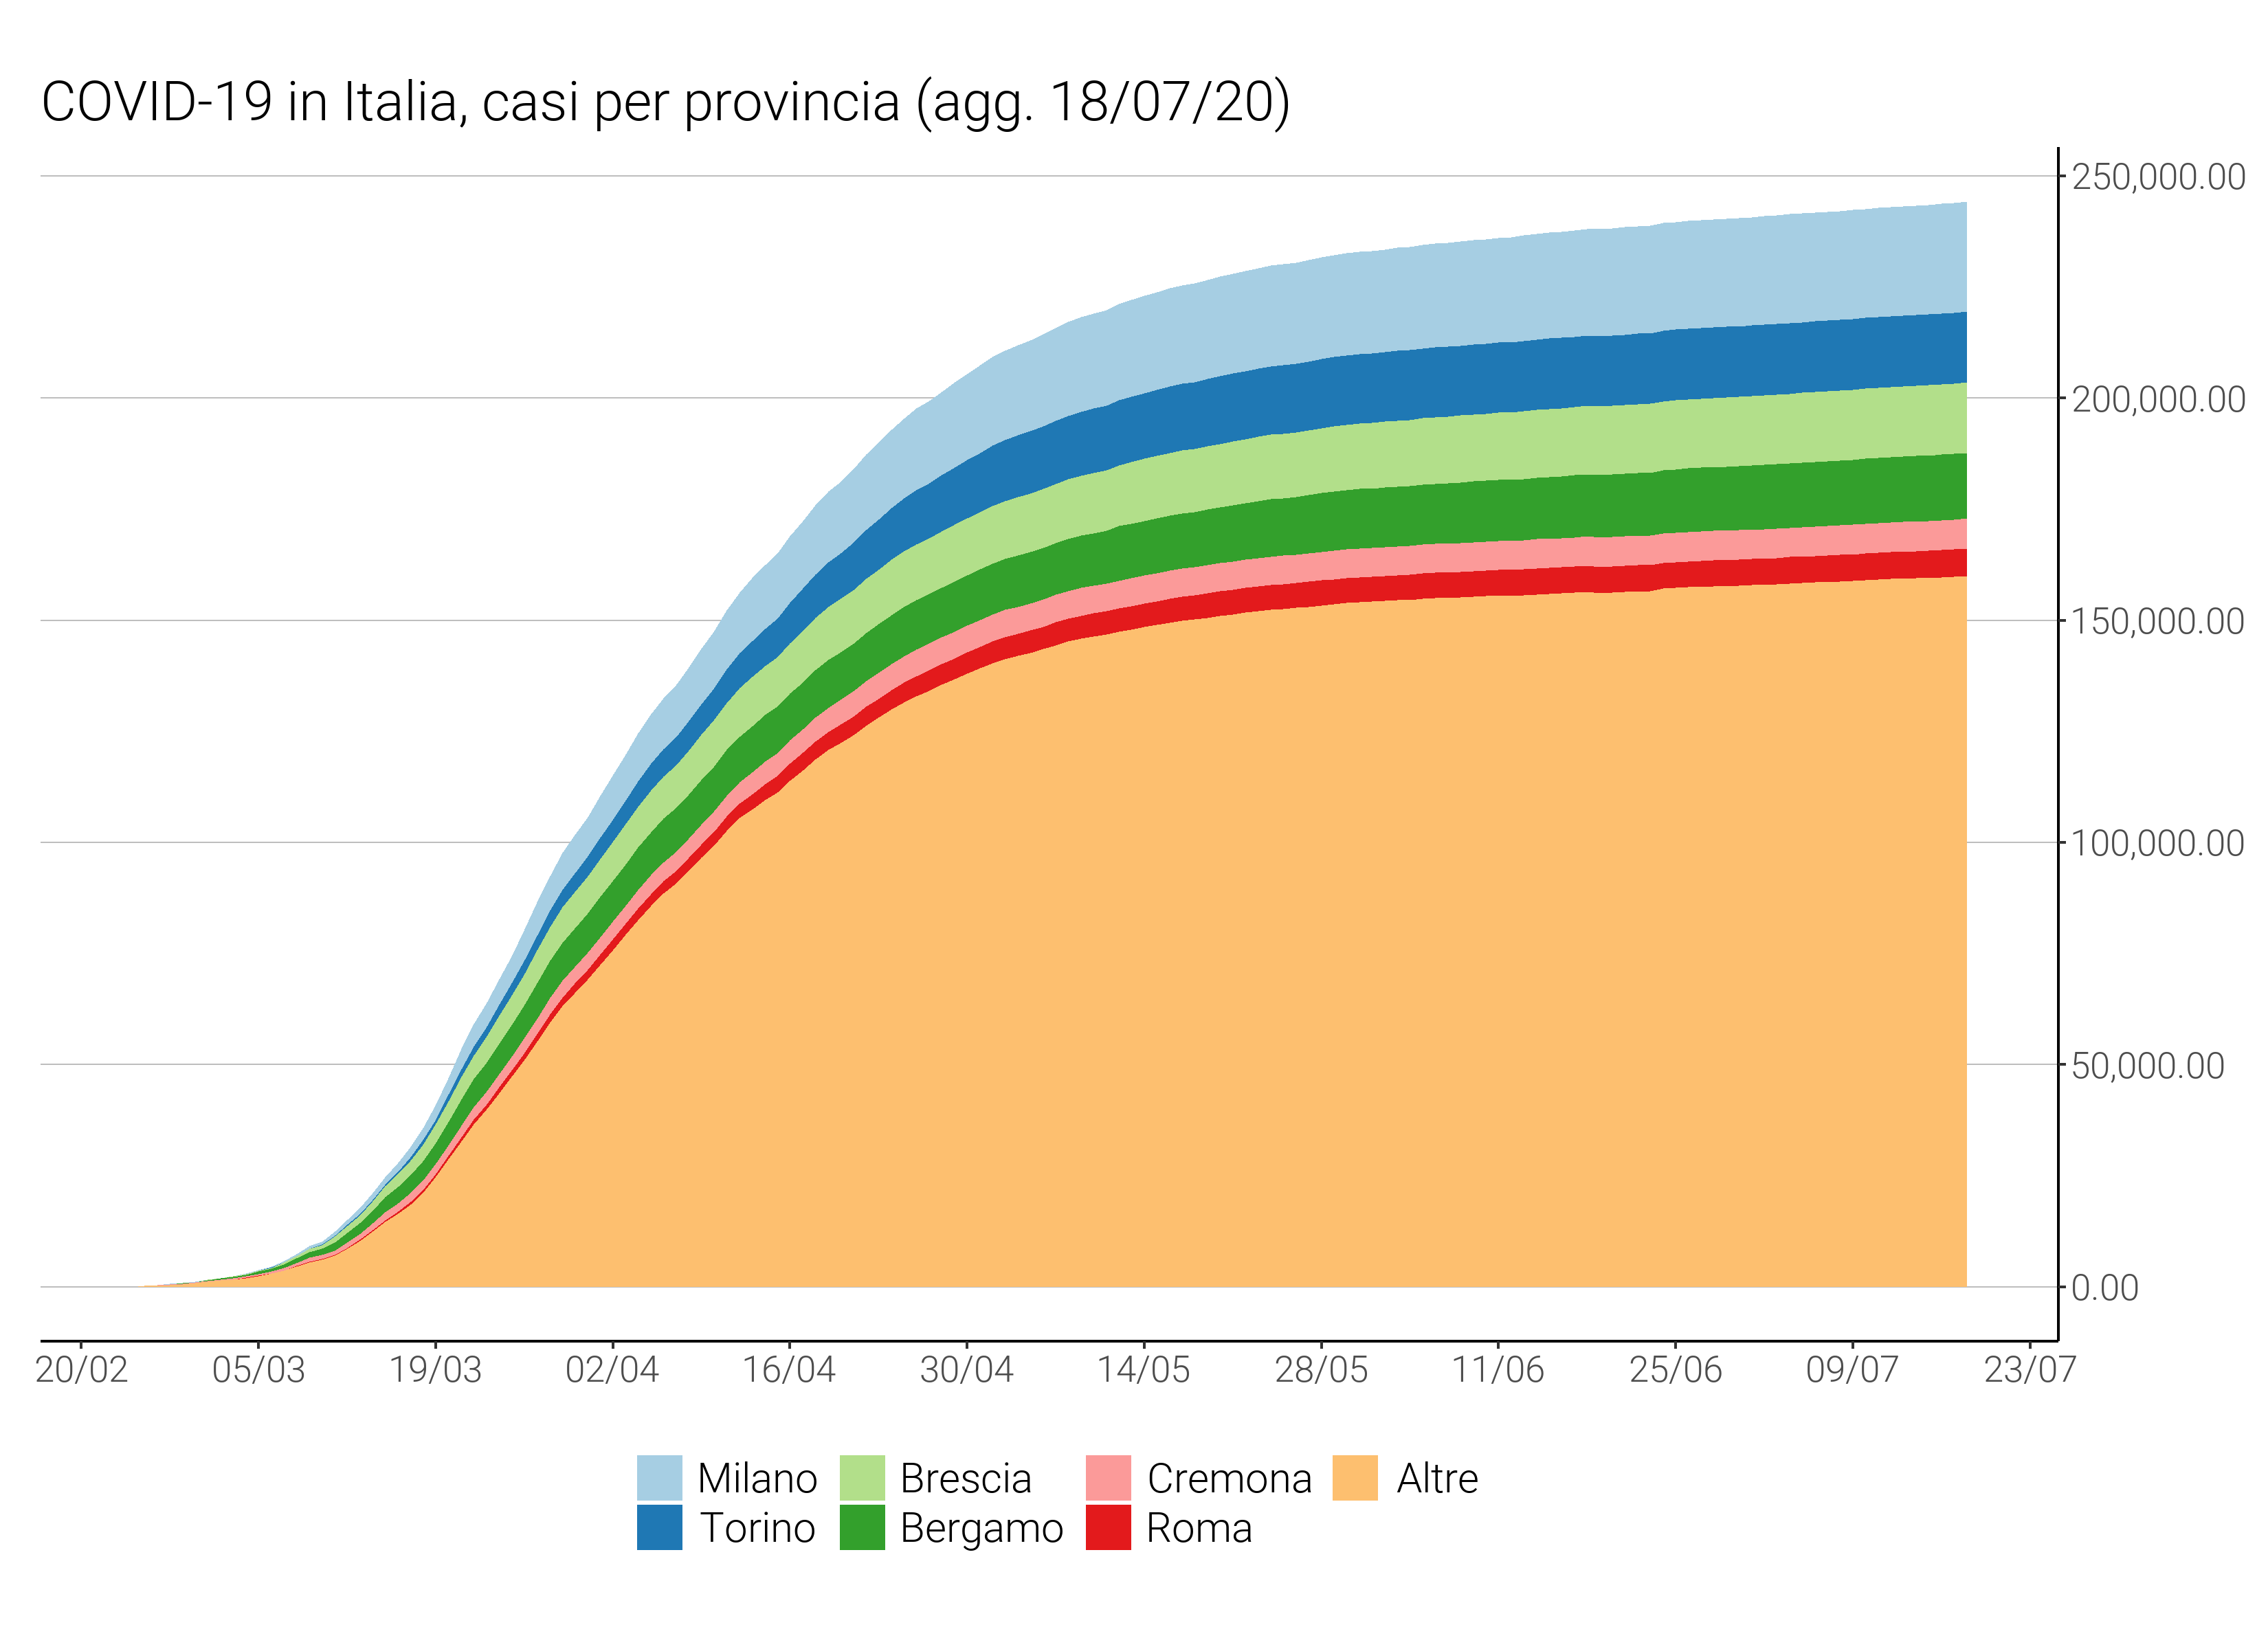 COVID-19 in Italia, casi per provincia (agg. 18/07/20)
250,000.00
200,000.00
150,000.00
100,000.00
50,000.00
0.00
20/02 05/03 19/03 02/04 16/04 30/04 14/05 28/05 11/06 25/06 09/07 23/07
Milano Brescia Cremona Altre
Torino Bergamo Roma